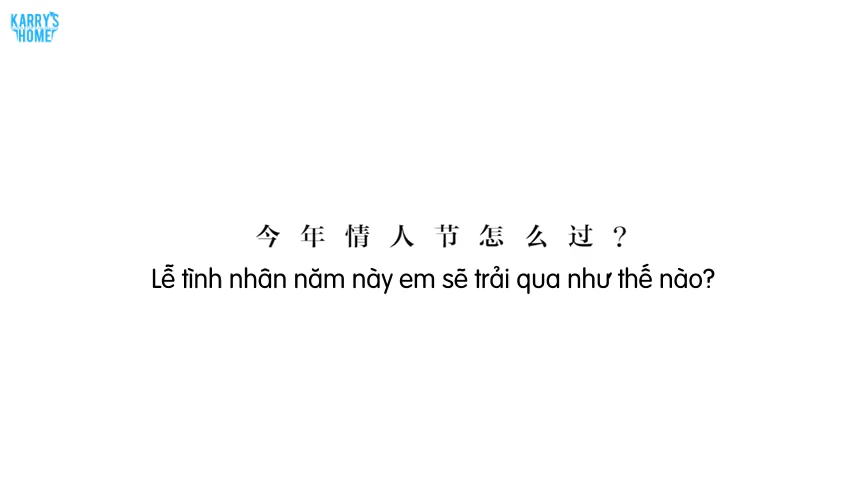 KARRY'S
HOME
今年情人节怎么过?
Lễ tình nhân năm này em sẽ trải qua như thế nào?